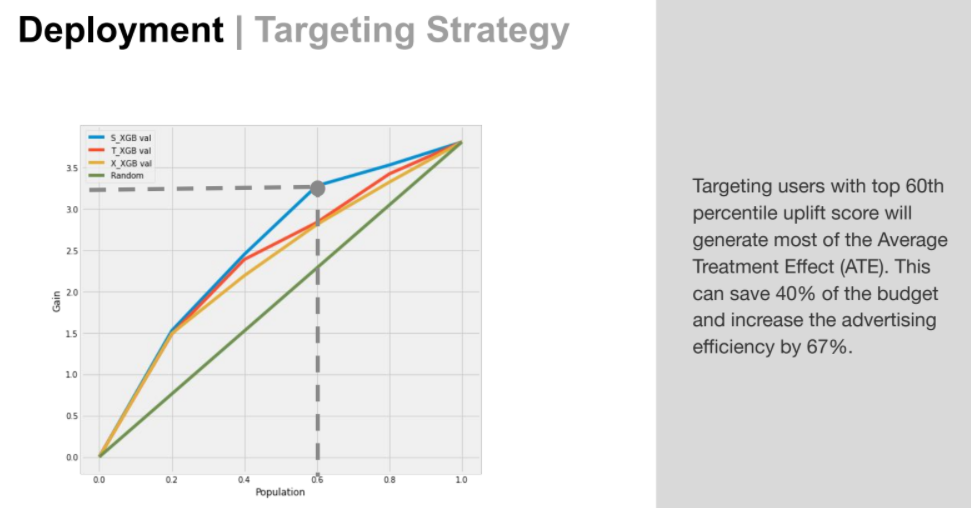 Deployment | Targeting Strategy
S_XGB val
T_XGB val
X_XGB val
Random
3.5
3.0
2.5
2.0
1.5
1.0
0.5
0.0
Gain
0.0 0.2 0.4 0.6 0.8 1.0
Population
Targeting users with top 60th
percentile uplift score will
generate most of the Average
Treatment Effect (ATE). This
can save 40% of the budget
and increase the advertising
efficiency by 67%.